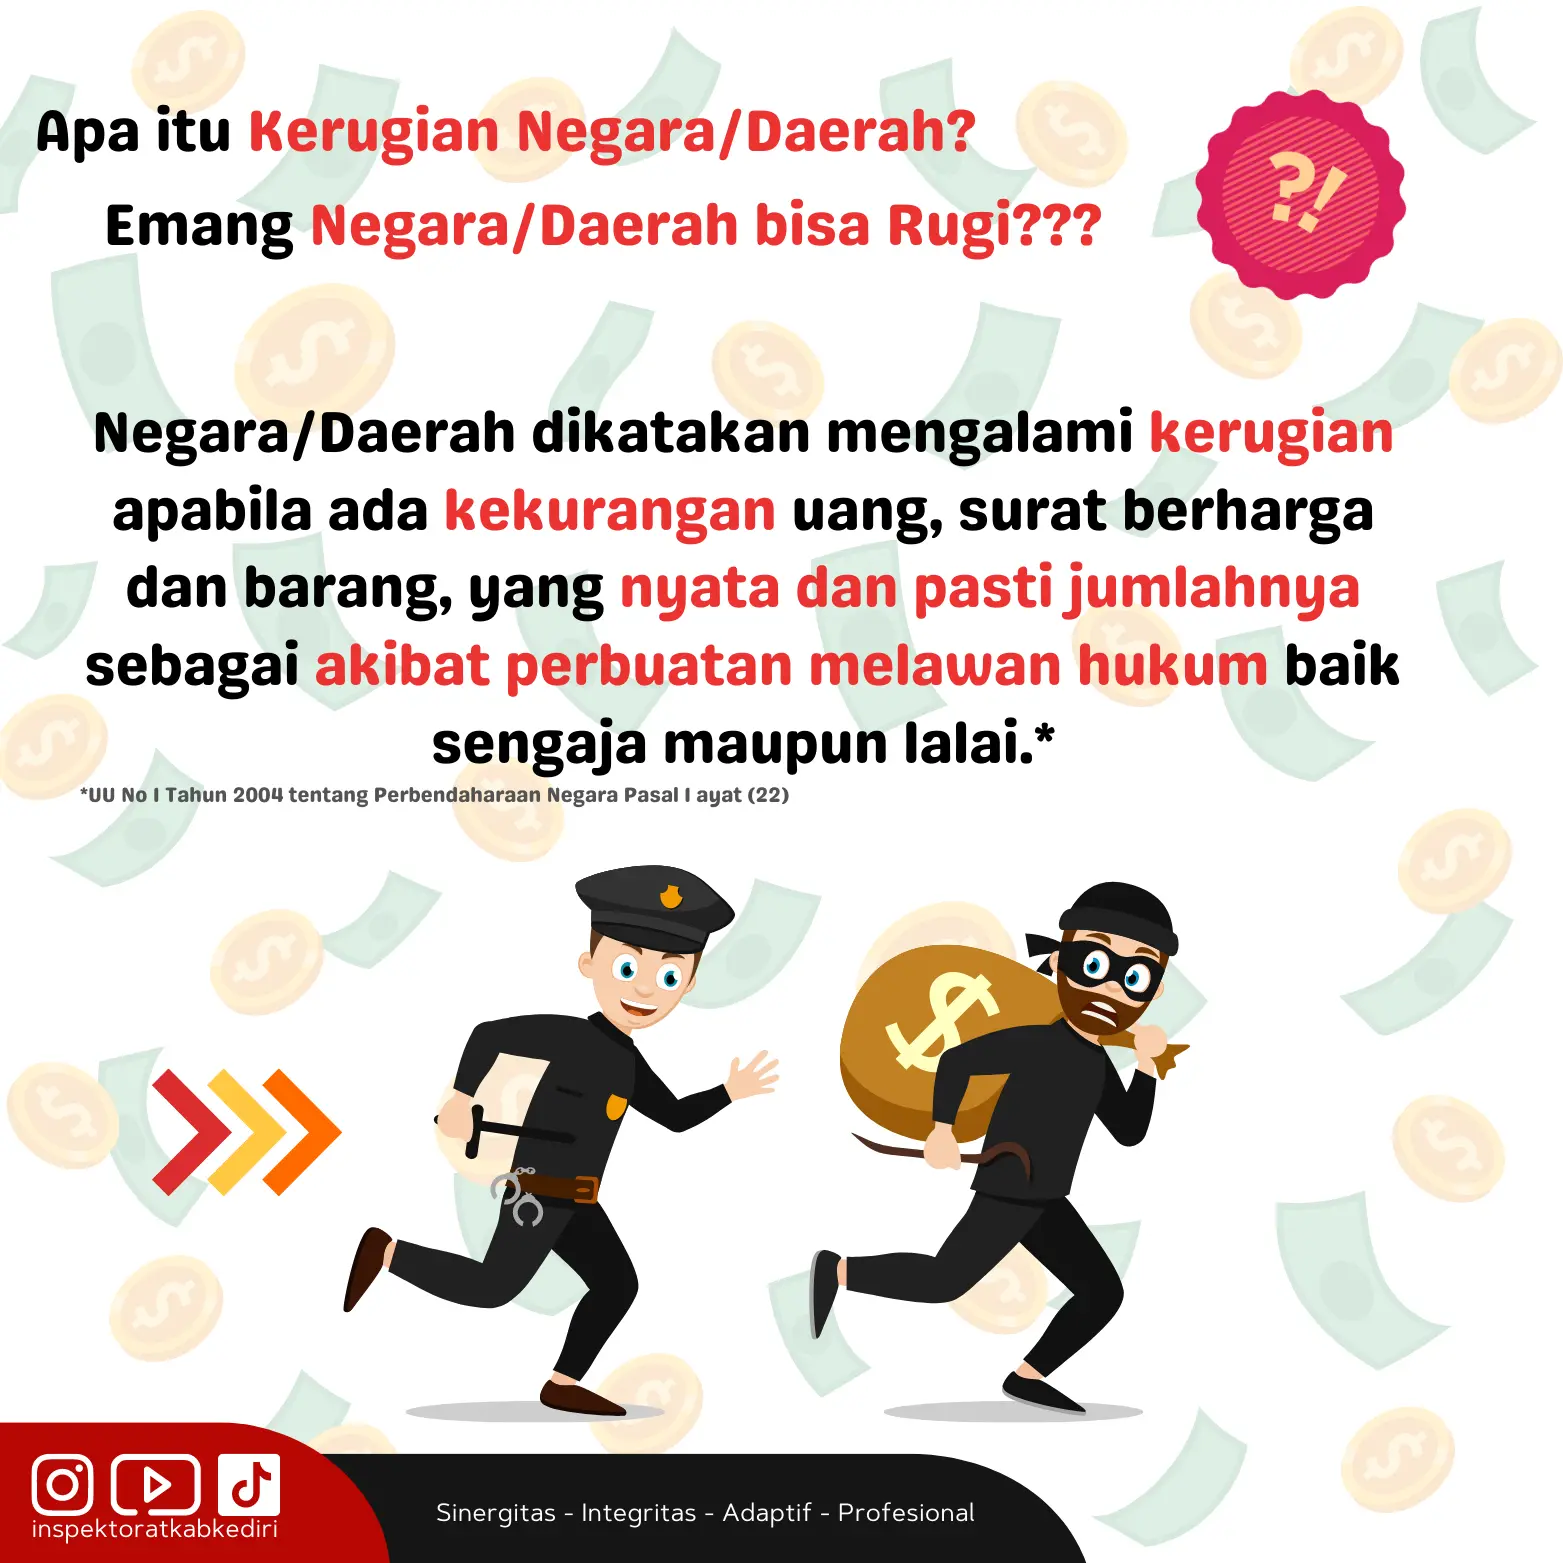 Apa itu Kerugian Negara/Daerah?
Emang Negara/Daerah bisa Rugi???
?!
Negara/Daerah dikatakan mengalami kerugian
apabila ada kekurangan uang, surat berharga
dan barang, yang nyata dan pasti jumlahnya
sebagai akibat perbuatan melawan hukum baik
sengaja maupun lalai.*
*UU No 1 Tahun 2004 tentang Perbendaharaan Negara Pasal 1 ayat (22)
$
inspektoratkabkediri
Sinergitas - Integritas - Adaptif - Profesional